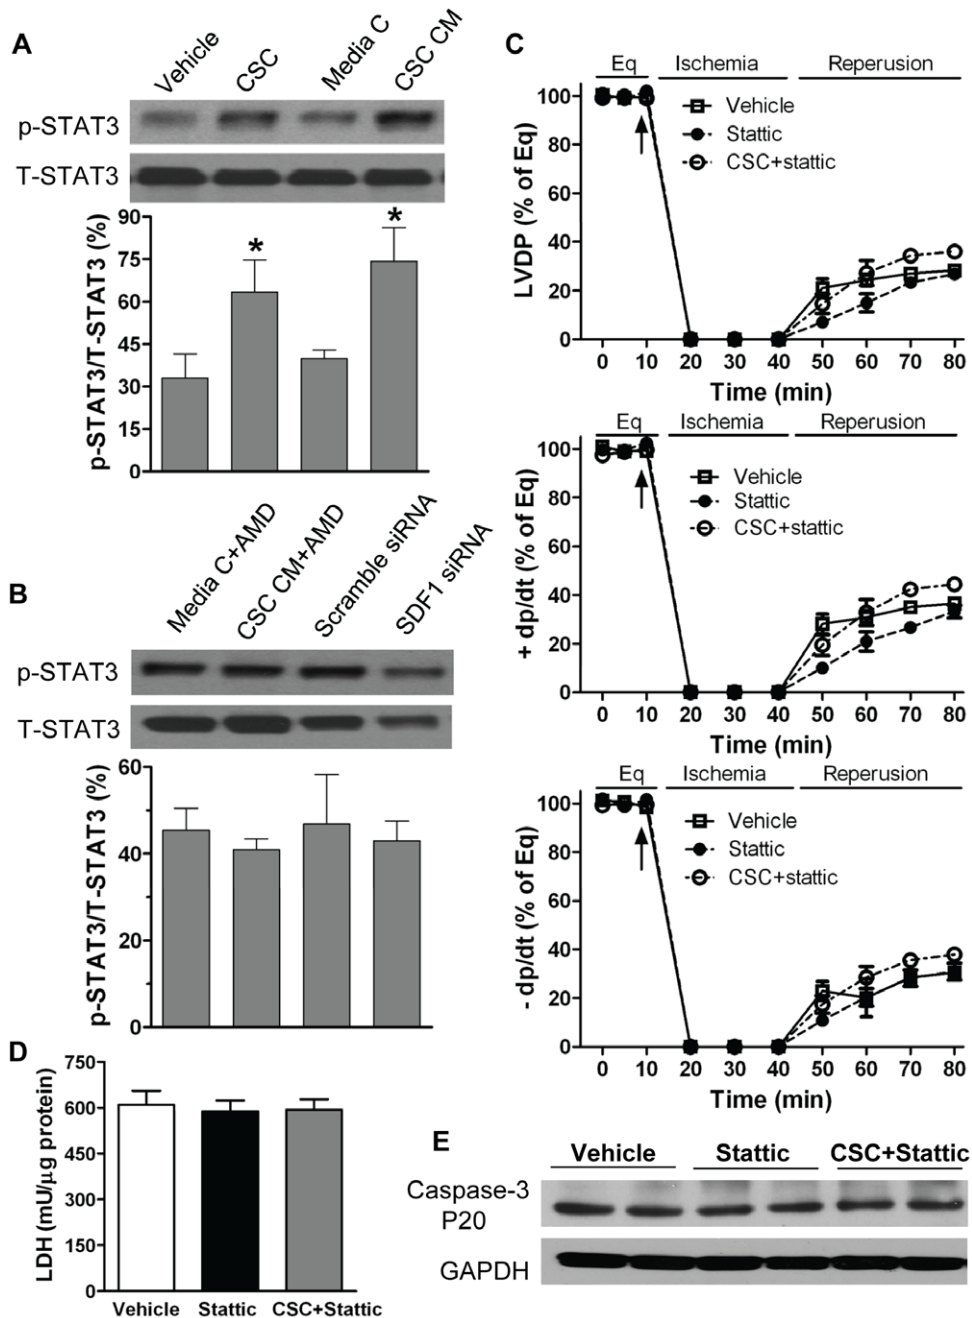 A
Vehicle
CSC
Media C
CSC CM
p-STAT3
T-STAT3
p-STAT3/T-STAT3 (%)
90
75
60
45
30
15
0
*
*
B
Media C+AMD
CSC CM+AMD
Scramble siRNA
SDF1 siRNA
p-STAT3
T-STAT3
p-STAT3/T-STAT3 (%)
60
40
20
0
C
Eq
Ischemia
Reperusion
LVDP (% of Eq)
100
80
60
40
20
0
Vehicle
Stattic
CSC+stattic
0 10 20 30 40 50 60 70 80
Time (min)
Eq
Ischemia
Reperusion
+ dp/dt (% of Eq)
100
80
60
40
20
0
Vehicle
Stattic
CSC+stattic
0 10 20 30 40 50 60 70 80
Time (min)
Eq
Ischemia
Reperusion
- dp/dt (% of Eq)
100
80
60
40
20
0
Vehicle
Stattic
CSC+stattic
0 10 20 30 40 50 60 70 80
Time (min)
D
LDH (mU/μg protein)
750
600
450
300
150
0
Vehicle Stattic CSC+Stattic
E
Vehicle Stattic CSC+Stattic
Caspase-3
P20
GAPDH